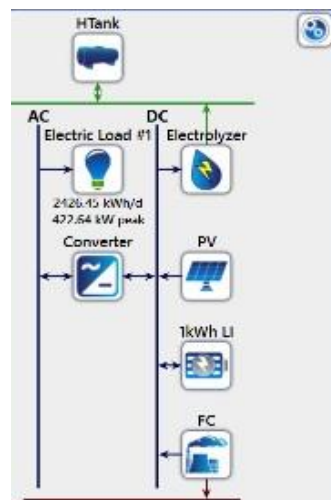 HTank
AC
DC
Electric Load #1
Electrolyzer
2426.45 kWh/d
422.64 kW peak
Converter
PV
1kWh LI
FC